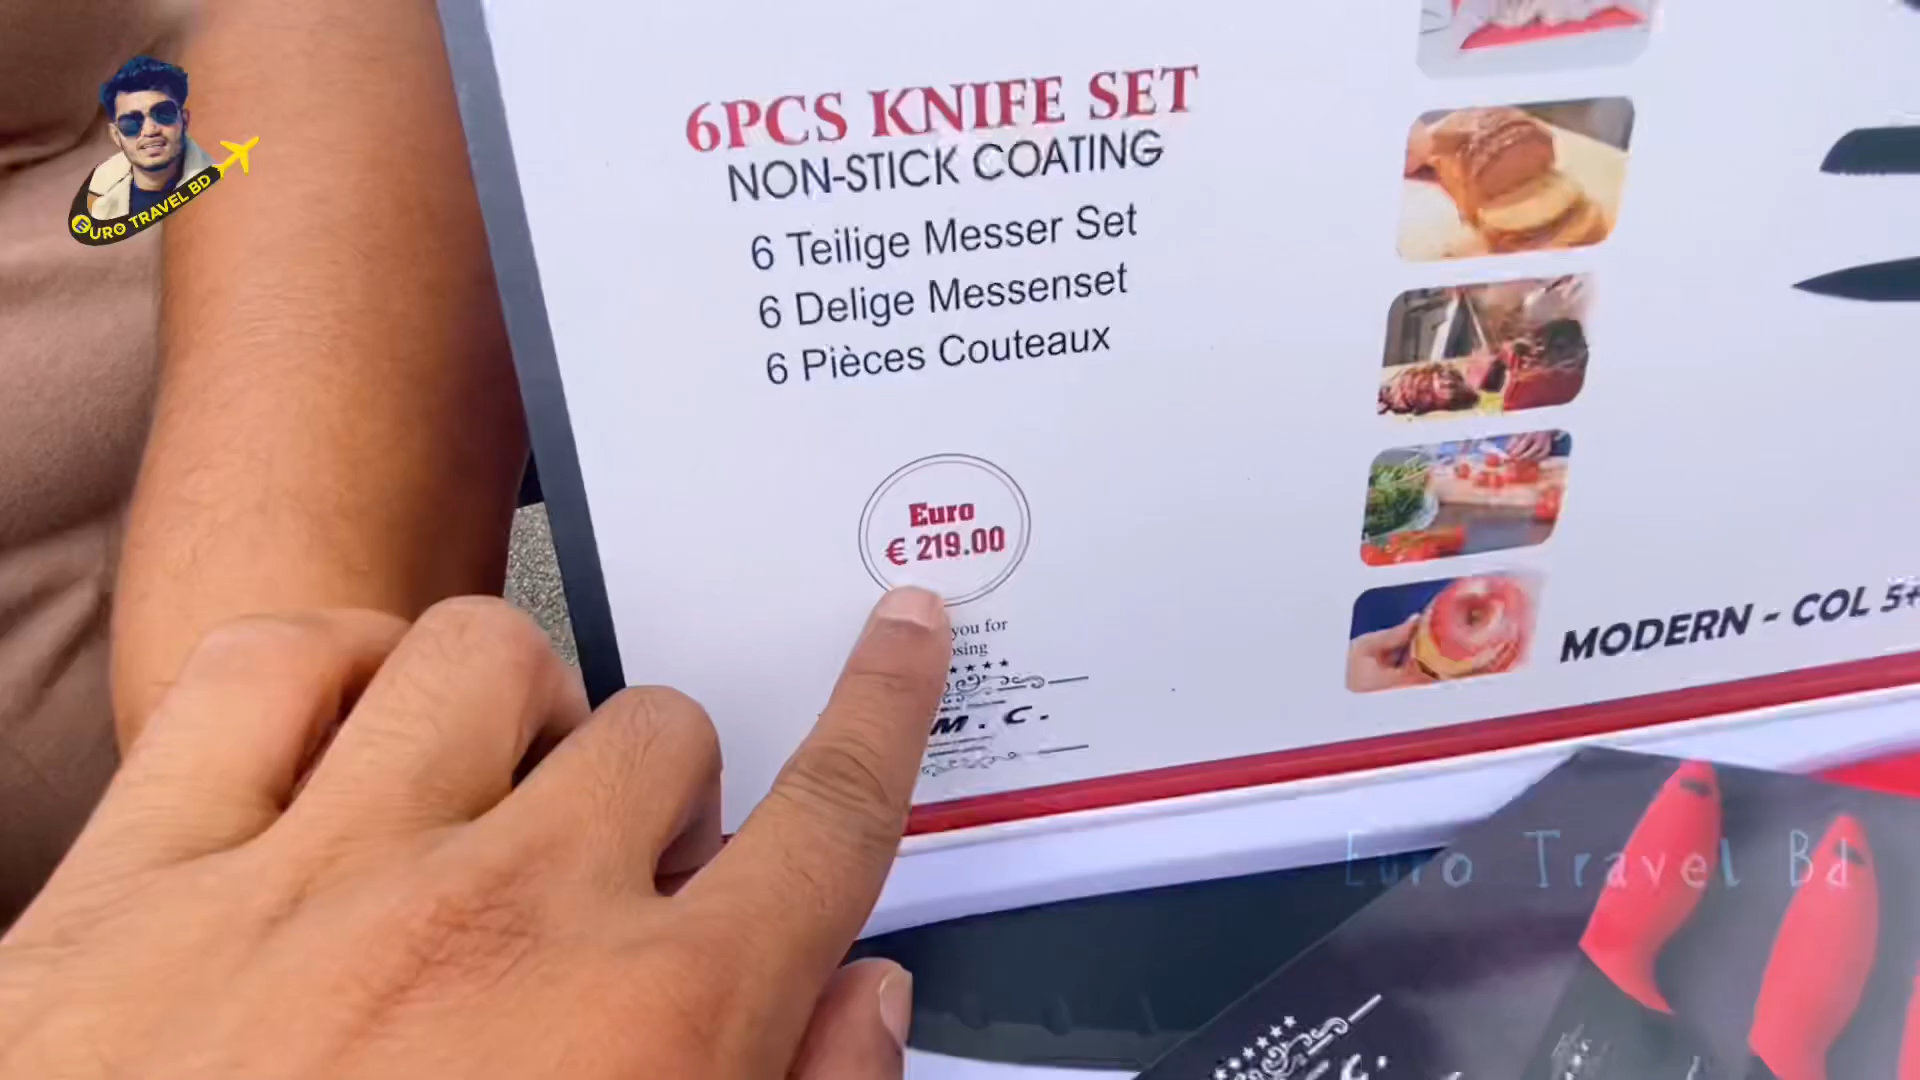 EURO TRAVEL BD
6PCS KNIFE SET
NON-STICK COATING
6 Teilige Messer Set
6 Delige Messenset
6 Pièces Couteaux
Euro
€ 219.00
you for
M. C.
MODERN - COL 5+
Euro Travel Bd